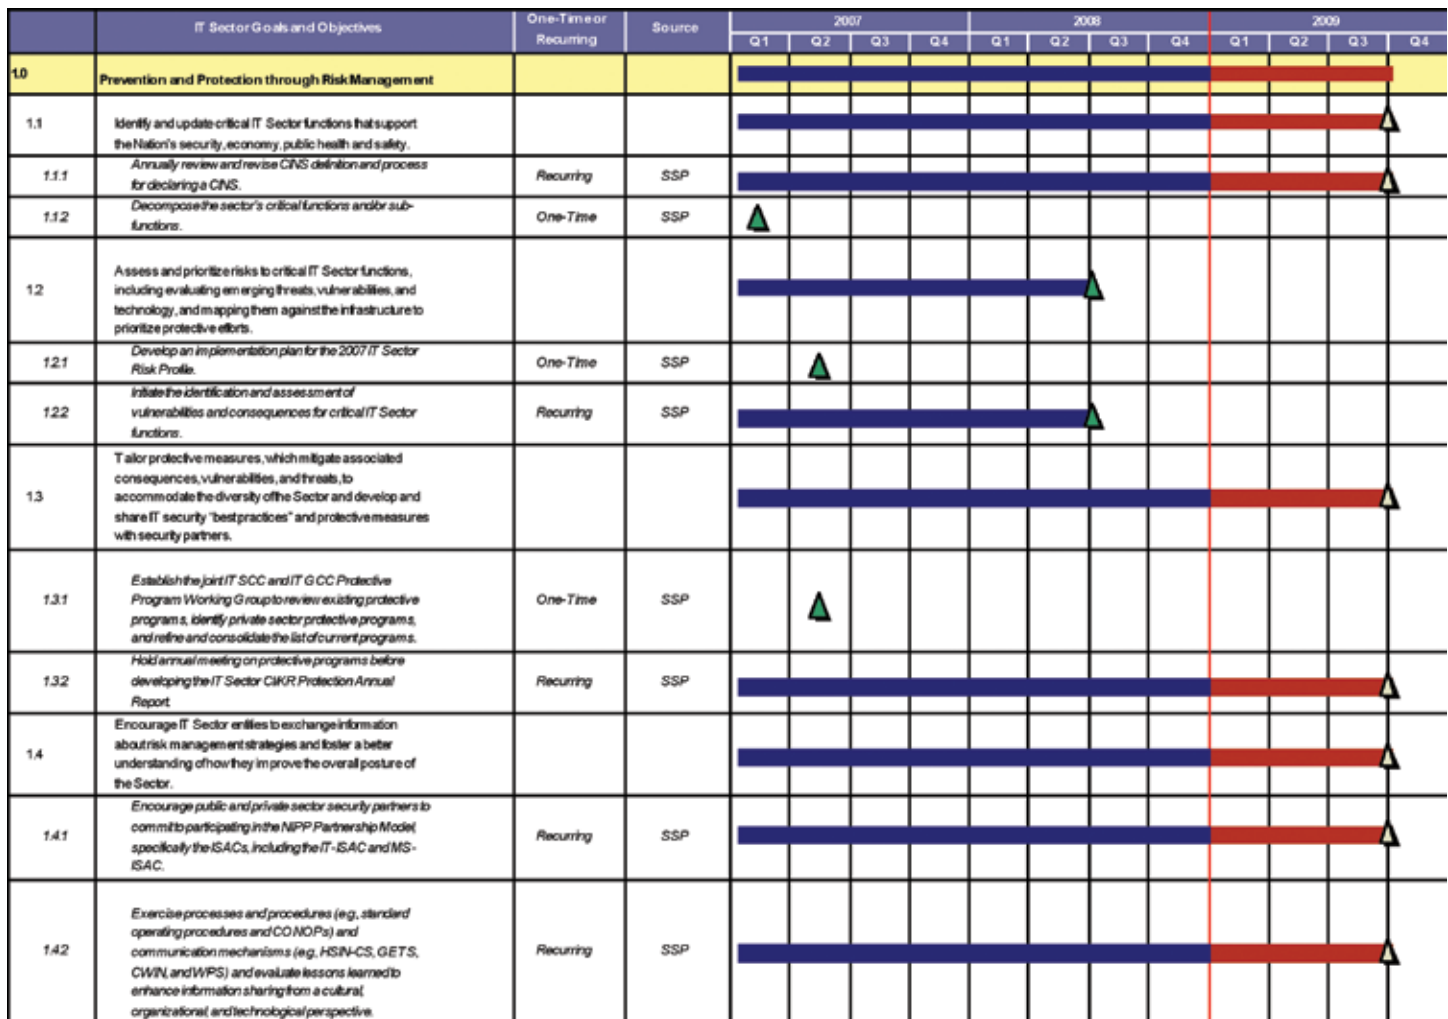 IT Sector Goals and Objectives
One-Time or
Recurring
Source
2007
2008
2009
Q1 Q2 Q3 Q4 Q1 Q2 Q3 Q4 Q1 Q2 Q3 Q4
1.0
Prevention and Protection through Risk Management
1.1
Identify and update critical IT Sector functions that support
the Nation's security, economy, public health and safety.
1.1.1
Annually review and revise CINS definition and process
for declaring a CINS.
Recurring
SSP
1.1.2
Decompose the sector's critical functions and/or sub-
functions.
One-Time
SSP
1.2
Assess and prioritize risks to critical IT Sector functions,
including evaluating emerging threats, vulnerabilities, and
technology, and mapping them against the infrastructure to
prioritize protective efforts.
1.2.1
Develop an implementation plan for the 2007 IT Sector
Risk Profile.
One-Time
SSP
1.2.2
Initiate the identification and assessment of
vulnerabilities and consequences for critical IT Sector
functions.
Recurring
SSP
1.3
Tailor protective measures, which mitigate associated
consequences, vulnerabilities, and threats, to
accommodate the diversity of the Sector and develop and
share IT security "best practices" and protective measures
with security partners.
1.3.1
Establish the joint IT SCC and IT GCC Protective
Program Working Group to review existing protective
programs, identify private sector protective programs,
and refine and consolidate the list of current programs.
One-Time
SSP
1.3.2
Hold annual meeting on protective programs before
developing the IT Sector CI/KR Protection Annual
Report.
Recurring
SSP
1.4
Encourage IT Sector entities to exchange information
about risk management strategies and foster a better
understanding of how they improve the overall posture of
the Sector.
1.4.1
Encourage public and private sector security partners to
commit to participating in the NIPP Partnership Model,
specifically the ISACs, including the IT-ISAC and MS-
ISAC.
Recurring
SSP
1.4.2
Exercise processes and procedures (e.g., standard
operating procedures and CONOPs) and
communication mechanisms (e.g., HSIN-CS, GETS,
CWIN, and WPS) and evaluate lessons learned to
enhance information sharing from a cultural,
organizational, and technological perspective.
Recurring
SSP